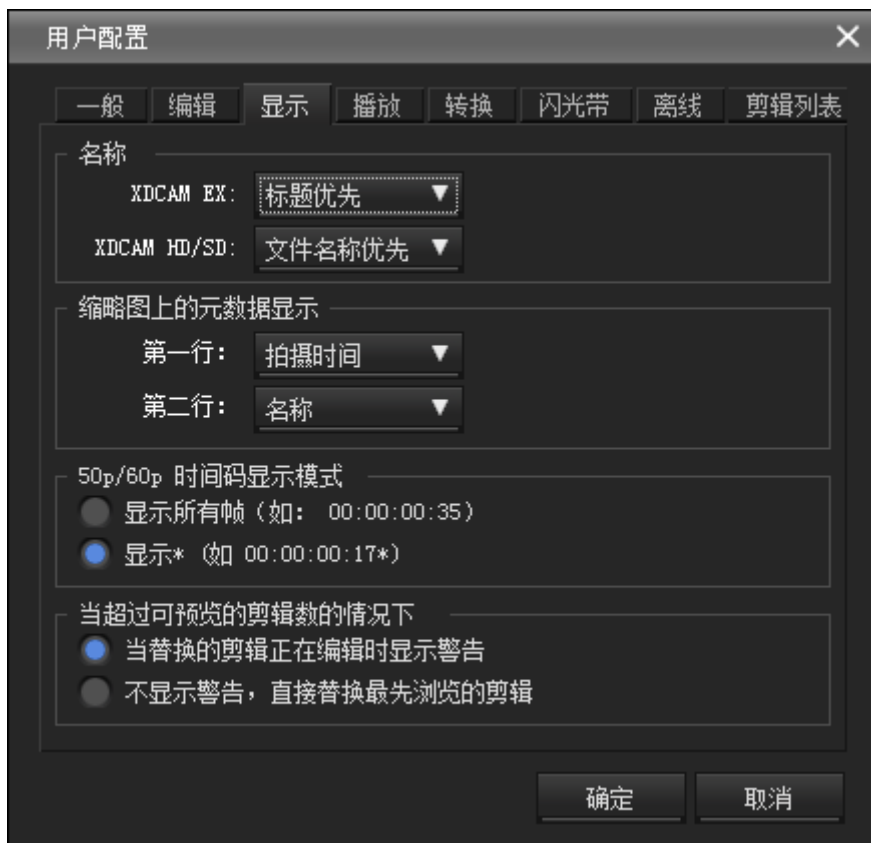 用户配置
一般 编辑 显示 播放 转换 闪光带 离线 剪辑列表
名称
XDCAM EX: 标题优先
XDCAM HD/SD: 文件名称优先
缩略图上的元数据显示
第一行: 拍摄时间
第二行: 名称
50p/60p 时间码显示模式
显示所有帧 (如: 00:00:00:35)
显示* (如 00:00:00:17*)
当超过可预览的剪辑数的情况下
当替换的剪辑正在编辑时显示警告
不显示警告，直接替换最先浏览的剪辑
确定 取消